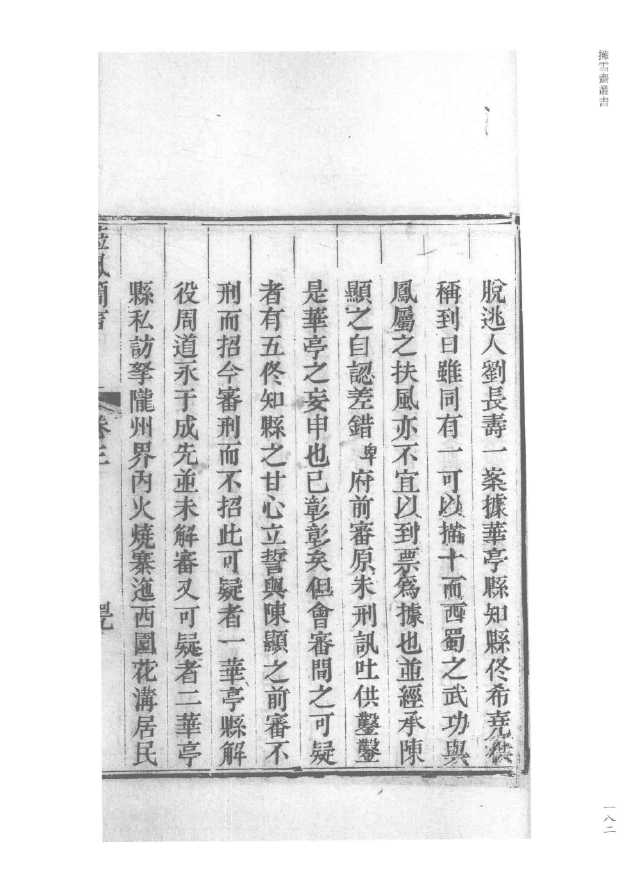 擁雪齋叢書
脫逃人劉長壽一案據華亭縣知縣佟希堯供
稱到日雖同有一可以搪十而西蜀之武功與
鳳屬之扶風亦不宜以到票為據也並經承陳
顯之自認差錯 卑府前審原未刑訊吐供鑿鑿
是華亭之妄申也已彰彰矣但會審間之可疑
者有五佟知縣之甘心立誓與陳顯之前審不
刑而招今審刑而不招此可疑者一華亭縣解
役周道永于成先並未解審又可疑者二華亭
縣私訪拏隴州界內火燒寨迤西園花溝居民
簡言
卷三
一八二